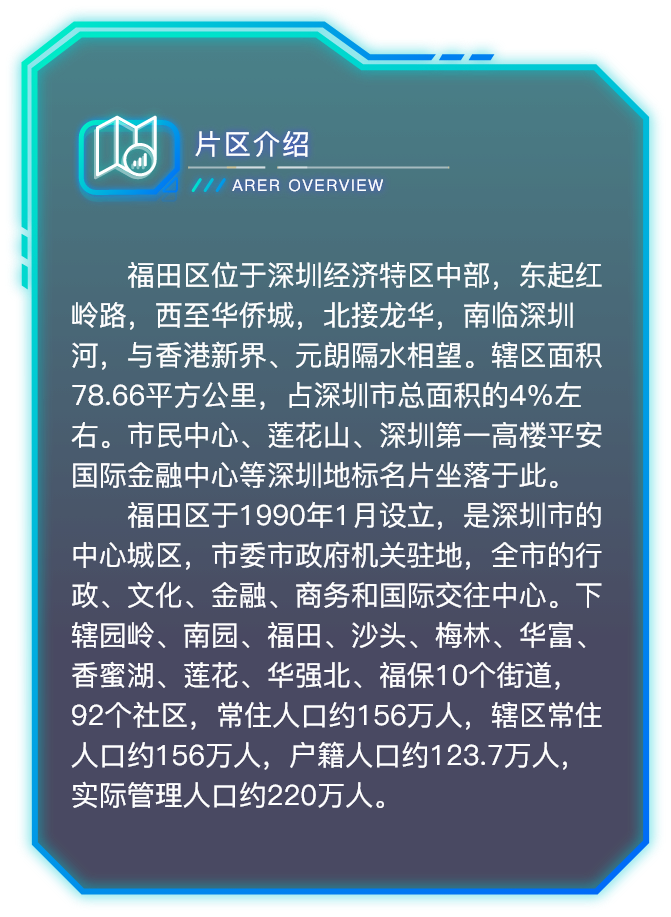 片区介绍
ARER OVERVIEW
福田区位于深圳经济特区中部，东起红
岭路，西至华侨城，北接龙华，南临深圳
河，与香港新界、元朗隔水相望。辖区面积
78.66平方公里，占深圳市总面积的4%左
右。市民中心、莲花山、深圳第一高楼平安
国际金融中心等深圳地标名片坐落于此。
福田区于1990年1月设立，是深圳市的
中心城区，市委市政府机关驻地，全市的行
政、文化、金融、商务和国际交往中心。下
辖园岭、南园、福田、沙头、梅林、华富、
香蜜湖、莲花、华强北、福保10个街道，
92个社区，常住人口约156万人，辖区常住
人口约156万人，户籍人口约123.7万人，
实际管理人口约220万人。